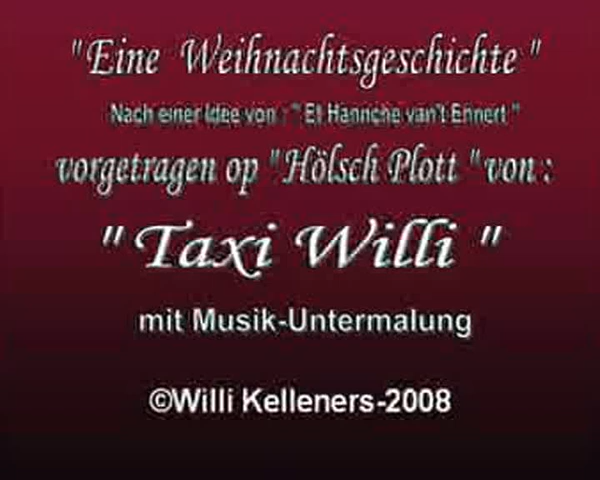 "Eine Weihnachtsgeschichte"
Nach einer Idee von : " Et Hannche van't Ennert "
vorgetragen op "Hölsch Plott " von :
" Taxi Willi "
mit Musik-Untermalung
©Willi Kelleners-2008